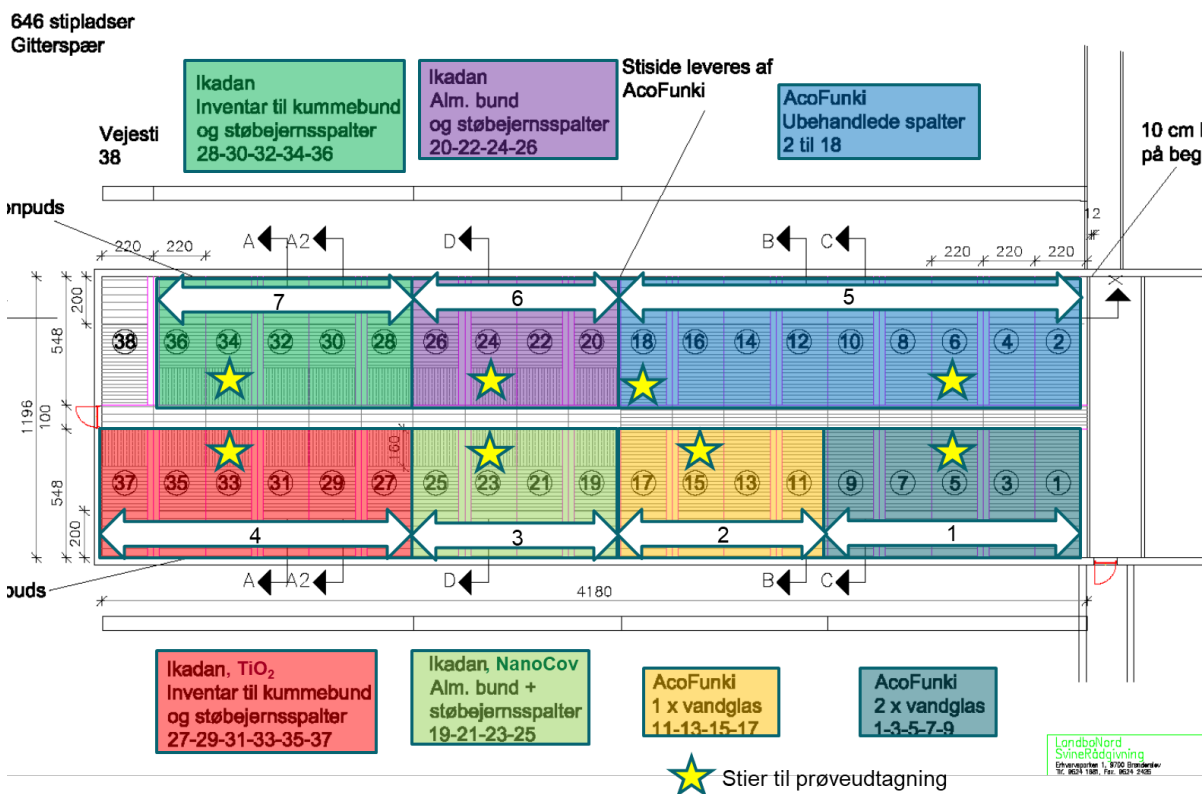 646 stipladser
Gitterspær
Ikadan
Inventar til kummebund
og støbejernsspalter
28-30-32-34-36
Ikadan
Alm. bund
og støbejernsspalter
20-22-24-26
Stiside leveres af
AcoFunki
AcoFunki
Ubehandlede spalter
2 til 18
Vejesti
38
10 cm
på beg
onpuds
12
220 220 A A2 D B C 220 220 220
200
548
1196
100
548
200
160
7 6 5
X
38 36 34 32 30 28 26 24 22 20 18 16 14 12 10 8 6 4 2
37 35 33 31 29 27 25 23 21 19 17 15 13 11 9 7 5 3 1
4 3 2 1
puds
A A2 D B C
4180
Ikadan, TiO₂
Inventar til kummebund
og støbejernsspalter
27-29-31-33-35-37
Ikadan, NanoCov
Alm. bund +
støbejernsspalter
19-21-23-25
AcoFunki
1 x vandglas
11-13-15-17
AcoFunki
2 x vandglas
1-3-5-7-9
LandboNord
SvineRådgivning
Erhvervsparken 1, 9700 Brønderslev
Stier til prøveudtagning